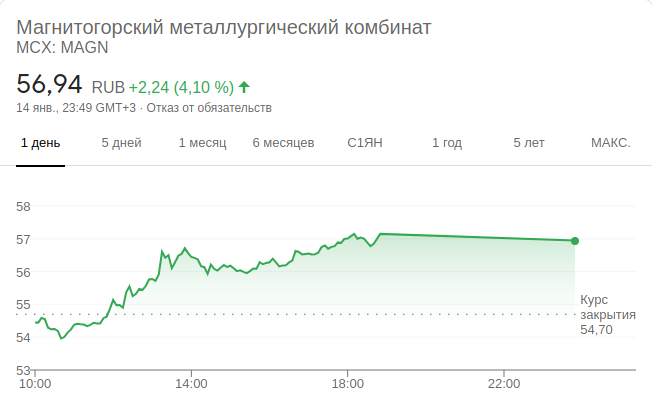 Магнитогорский металлургический комбинат
MCX: MAGN
56,94 RUB +2,24 (4,10 %)
14 янв., 23:49 GMT+3 · Отказ от обязательств
1 день 5 дней 1 месяц 6 месяцев С1ЯН 1 год 5 лет МАКС.
58
57
56
55
54
53
Курс
закрытия
54,70
10:00 14:00 18:00 22:00